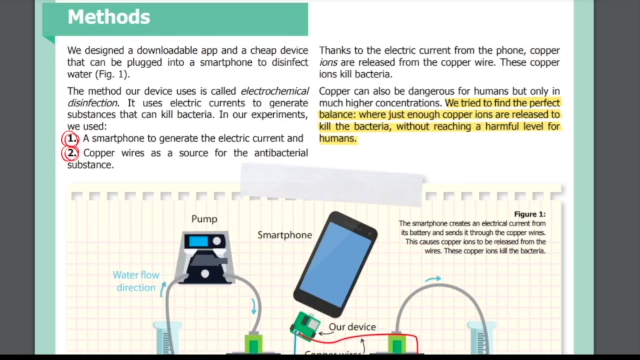 Methods
We designed a downloadable app and a cheap device
that can be plugged into a smartphone to disinfect
water (Fig. 1).
The method our device uses is called electrochemical
disinfection. It uses electric currents to generate
substances that can kill bacteria. In our experiments,
we used:
1. A smartphone to generate the electric current and
2. Copper wires as a source for the antibacterial
substance.
Thanks to the electric current from the phone, copper
ions are released from the copper wire. These copper
ions kill bacteria.
Copper can also be dangerous for humans but only in
much higher concentrations. We tried to find the perfect
balance: where just enough copper ions are released to
kill the bacteria, without reaching a harmful level for
humans.
Figure 1:
The smartphone creates an electrical current from
its battery and sends it through the copper wires.
This causes copper ions to be released from the
wires. These copper ions kill the bacteria.
Pump
Smartphone
Water flow
direction
Our device
Copper wires